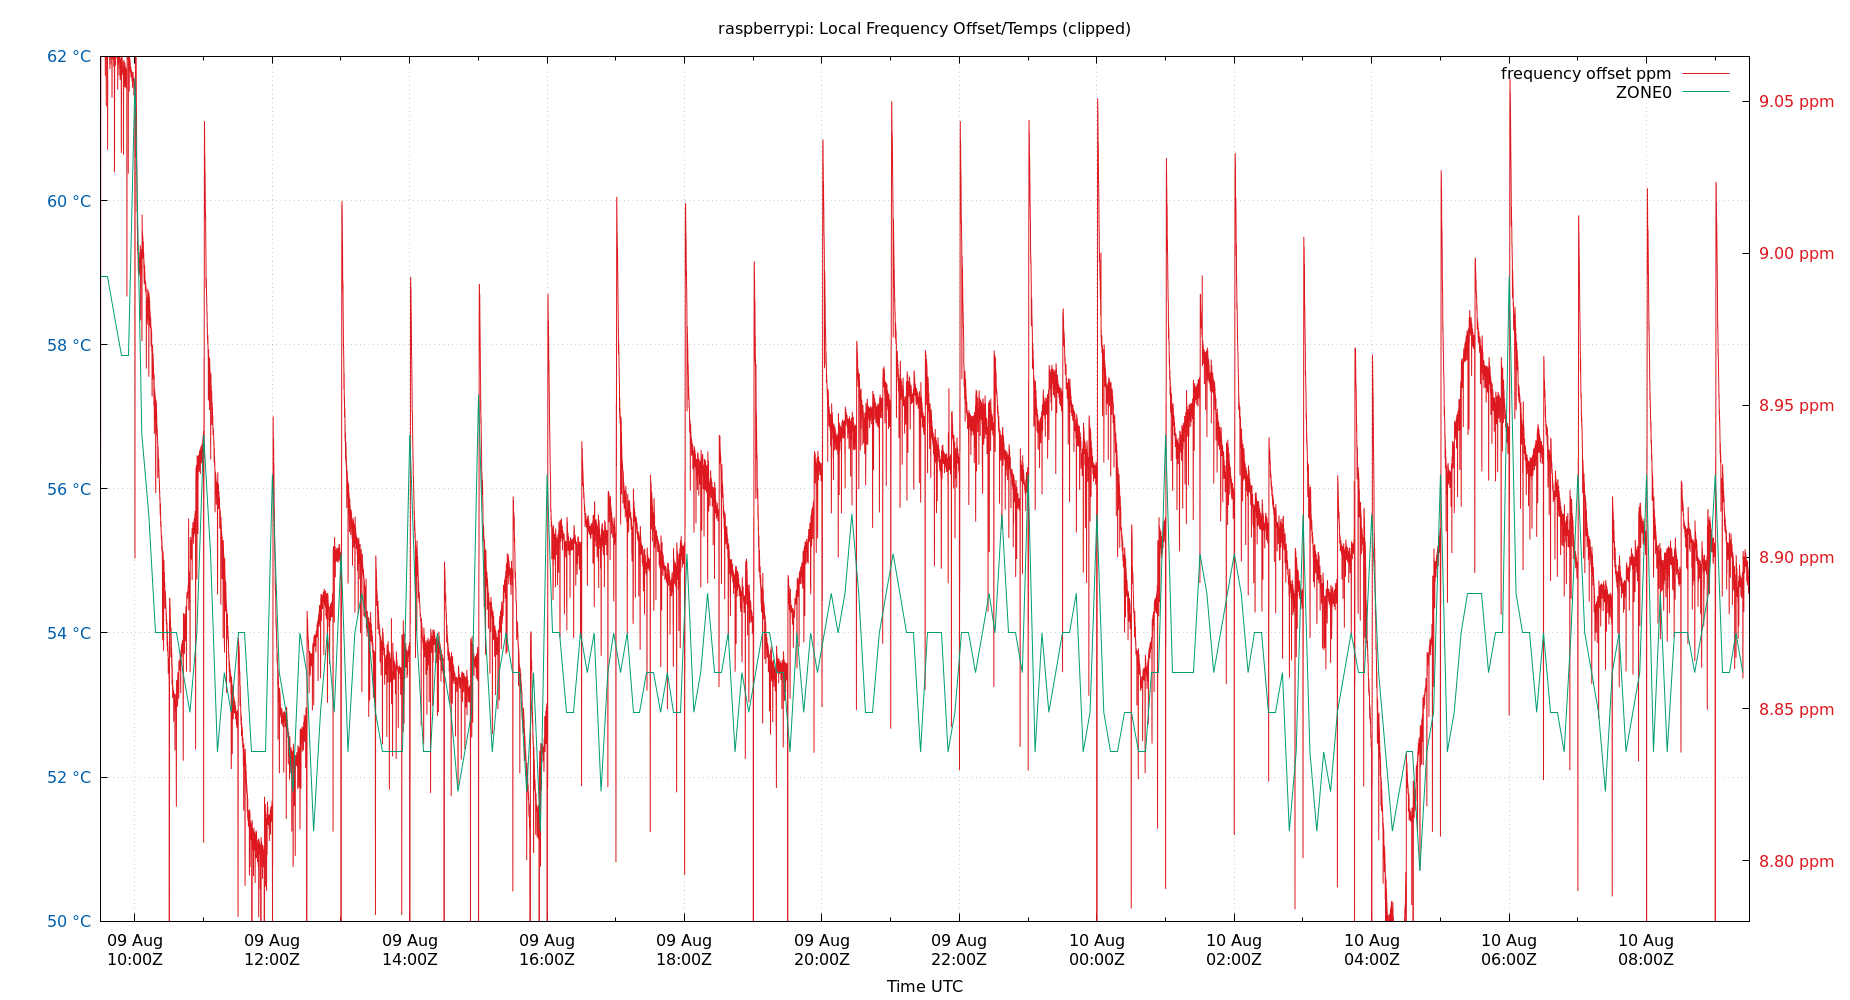 raspberrypi: Local Frequency Offset/Temps (clipped)
62 °C
60 °C
58 °C
56 °C
54 °C
52 °C
50 °C
frequency offset ppm
ZONE0
9.05 ppm
9.00 ppm
8.95 ppm
8.90 ppm
8.85 ppm
8.80 ppm
09 Aug
10:00Z
09 Aug
12:00Z
09 Aug
14:00Z
09 Aug
16:00Z
09 Aug
18:00Z
09 Aug
20:00Z
09 Aug
22:00Z
10 Aug
00:00Z
10 Aug
02:00Z
10 Aug
04:00Z
10 Aug
06:00Z
10 Aug
08:00Z
Time UTC